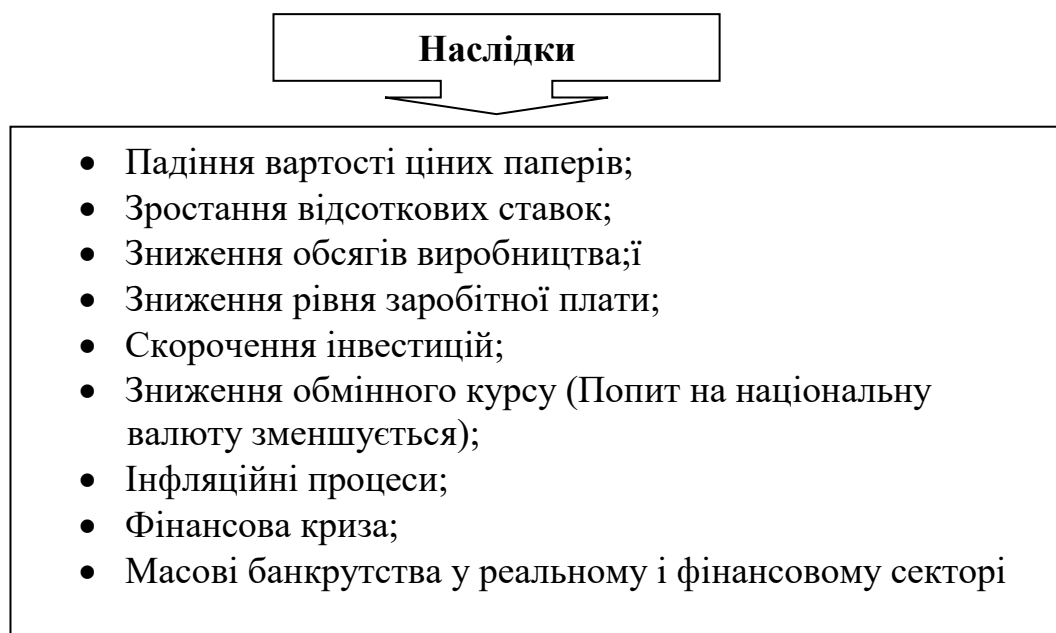 Наслідки
• Падіння вартості ціних паперів;
• Зростання відсоткових ставок;
• Зниження обсягів виробництва;ї
• Зниження рівня заробітної плати;
• Скорочення інвестицій;
• Зниження обмінного курсу (Попит на національну
валюту зменшується);
• Інфляційні процеси;
• Фінансова криза;
• Масові банкрутства у реальному і фінансовому секторі